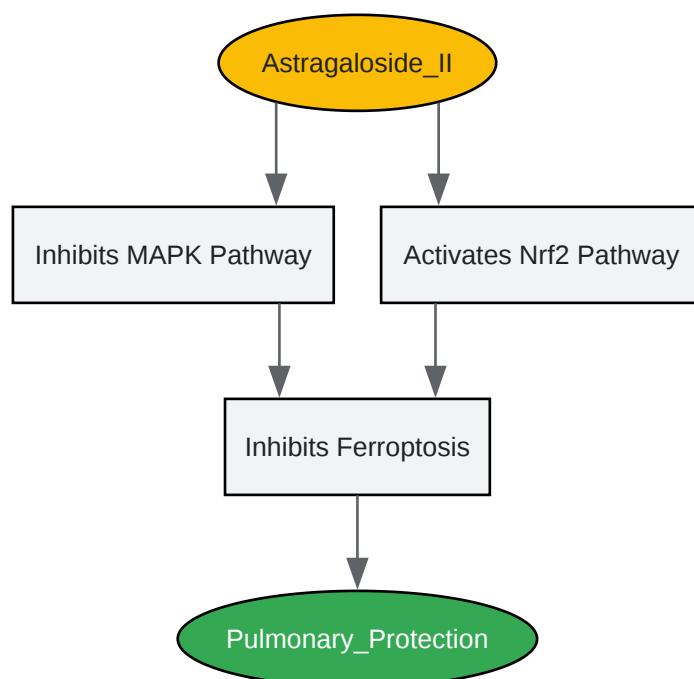 Astragaloside_II
Inhibits MAPK Pathway
Activates Nrf2 Pathway
Inhibits Ferroptosis
Pulmonary_Protection